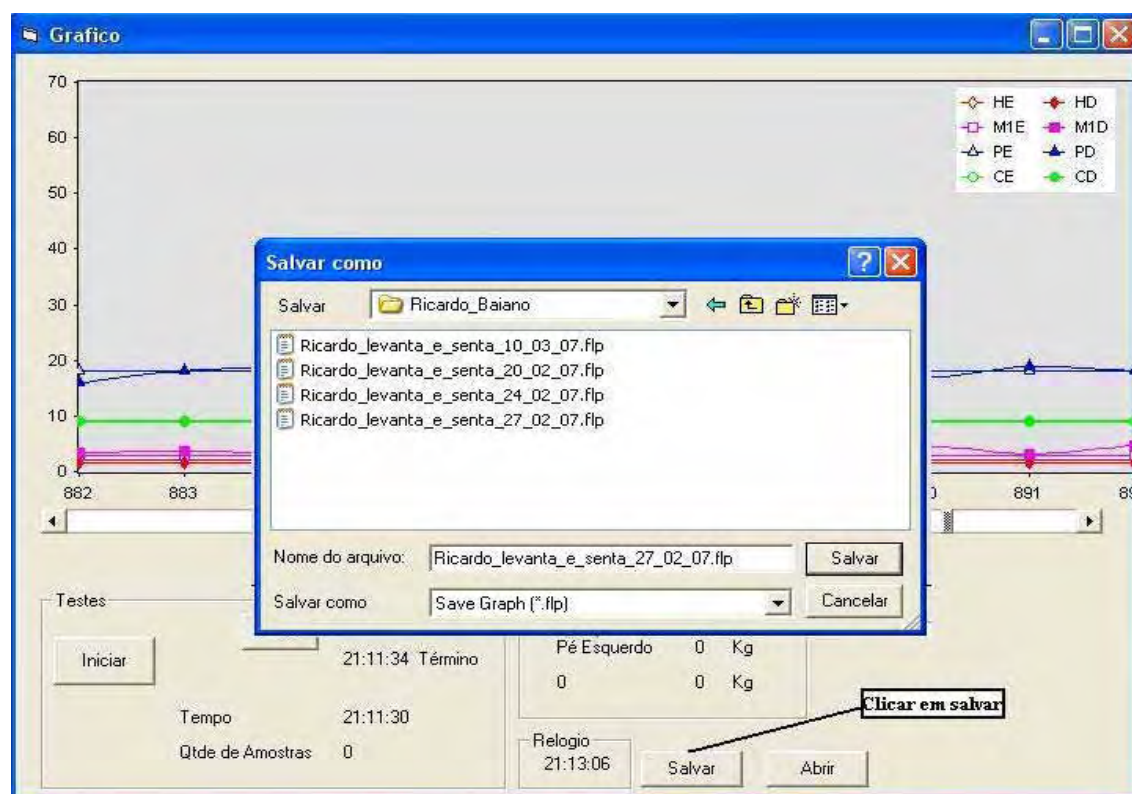 Grafico
70
60
50
40
30
20
10
0
HE HD
M1E M1D
PE PD
CE CD
882 883 891
Salvar como
Salvar Ricardo_Baiano
Ricardo_levanta_e_senta_10_03_07.flp
Ricardo_levanta_e_senta_20_02_07.flp
Ricardo_levanta_e_senta_24_02_07.flp
Ricardo_levanta_e_senta_27_02_07.flp
Nome do arquivo: Ricardo_levanta_e_senta_27_02_07.flp Salvar
Salvar como Save Graph (*.flp) Cancelar
Testes
Iniciar
21:11:34 Término
Tempo 21:11:30
Qtde de Amostras 0
Pé Esquerdo 0 Kg
0 0 Kg
Clicar em salvar
Relogio
21:13:06
Salvar
Abrir